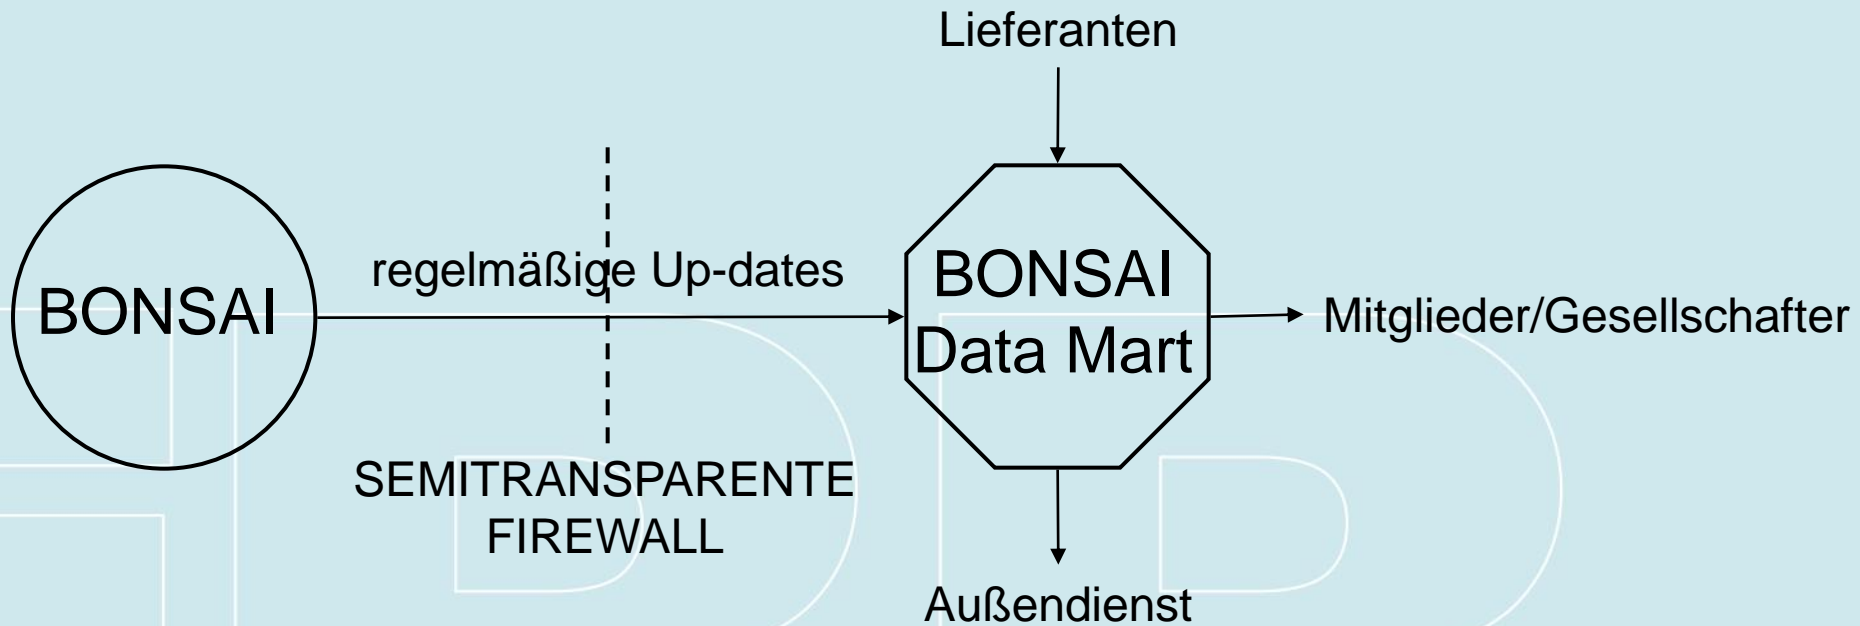 Lieferanten
BONSAI
regelmäßige Up-dates
SEMITRANSPARENTE
FIREWALL
BONSAI
Data Mart
Mitglieder/Gesellschafter
Außendienst